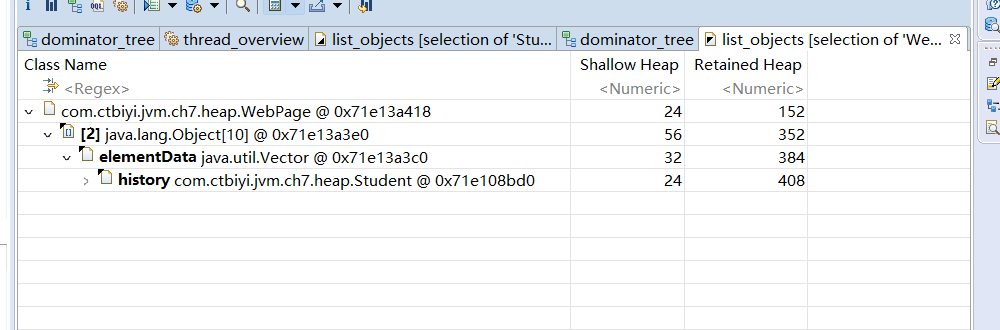 i OQL
dominator_tree thread_overview list_objects [selection of 'Stu... dominator_tree list_objects [selection of 'We...
Class Name Shallow Heap Retained Heap
<Regex> <Numeric> <Numeric>
com.ctbiyi.jvm.ch7.heap.WebPage @ 0x71e13a418 24 152
[2] java.lang.Object[10] @ 0x71e13a3e0 56 352
elementData java.util.Vector @ 0x71e13a3c0 32 384
history com.ctbiyi.jvm.ch7.heap.Student @ 0x71e108bd0 24 408